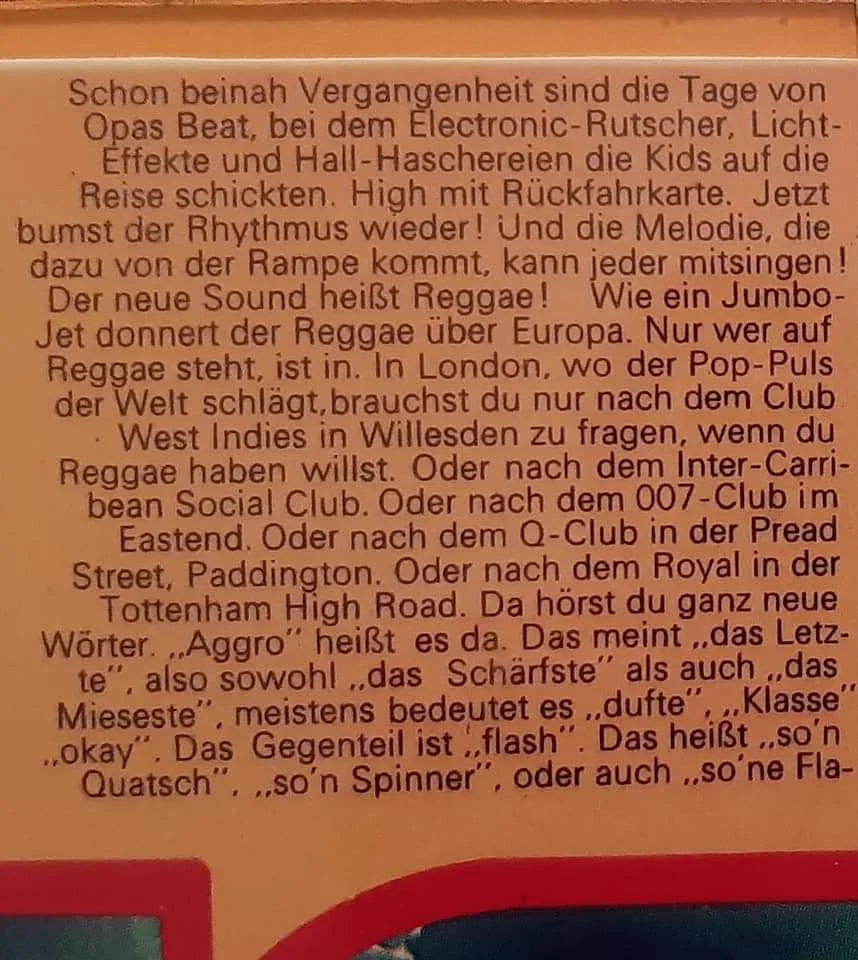 Schon beinah Vergangenheit sind die Tage von
Opas Beat, bei dem Electronic-Rutscher, Licht-
Effekte und Hall-Haschereien die Kids auf die
Reise schickten. High mit Rückfahrkarte. Jetzt
bumst der Rhythmus wieder! Und die Melodie, die
dazu von der Rampe kommt, kann jeder mitsingen!
Der neue Sound heißt Reggae! Wie ein Jumbo-
Jet donnert der Reggae über Europa. Nur wer auf
Reggae steht, ist in. In London, wo der Pop-Puls
der Welt schlägt,brauchst du nur nach dem Club
West Indies in Willesden zu fragen, wenn du
Reggae haben willst. Oder nach dem Inter-Carri-
bean Social Club. Oder nach dem 007-Club im
Eastend. Oder nach dem Q-Club in der Pread
Street, Paddington. Oder nach dem Royal in der
Tottenham High Road. Da hörst du ganz neue
Wörter. „Aggro" heißt es da. Das meint „das Letz-
te", also sowohl „das Schärfste" als auch „das
Mieseste", meistens bedeutet es „dufte", „Klasse"
„okay". Das Gegenteil ist „flash". Das heißt „so'n
Quatsch", „so'n Spinner", oder auch „so'ne Fla-